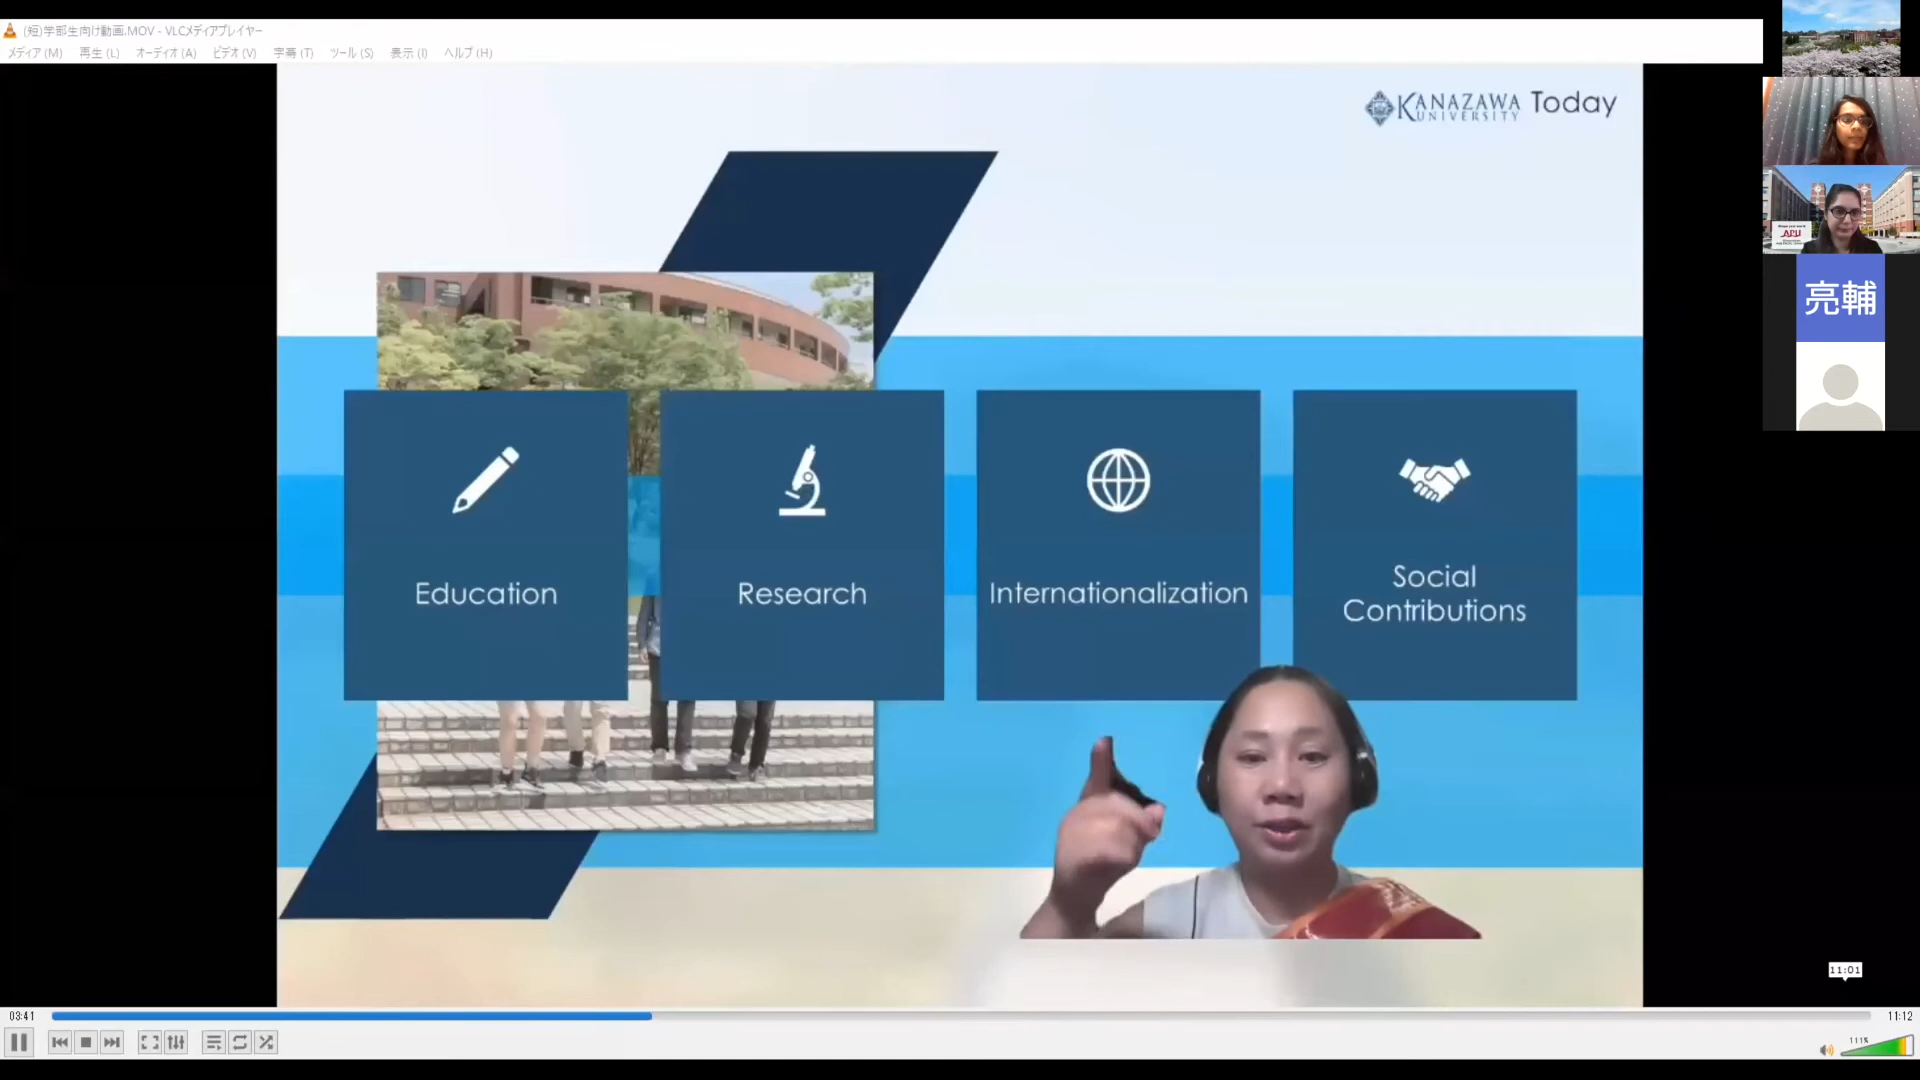 (短)学部生向け動画.MOV - VLCメディアプレイヤー
メディア (M) 再生 (L) オーディオ (A) ビデオ (V) 字幕 (T) ツール (S) 表示 (I) ヘルプ (H)
KANAZAWA UNIVERSITY Today
Education
Research
Internationalization
Social
Contributions
APU
亮輔
11:01
03:41
11:12
111%